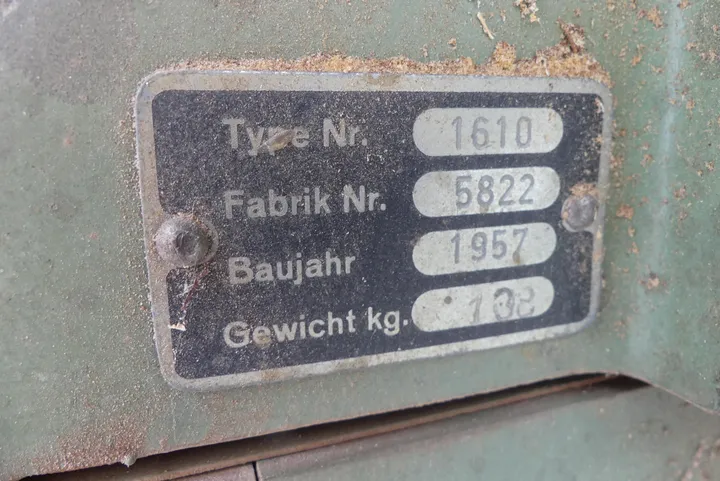 Type Nr. 1610
Fabrik Nr. 5822
Baujahr 1957
Gewicht kg.